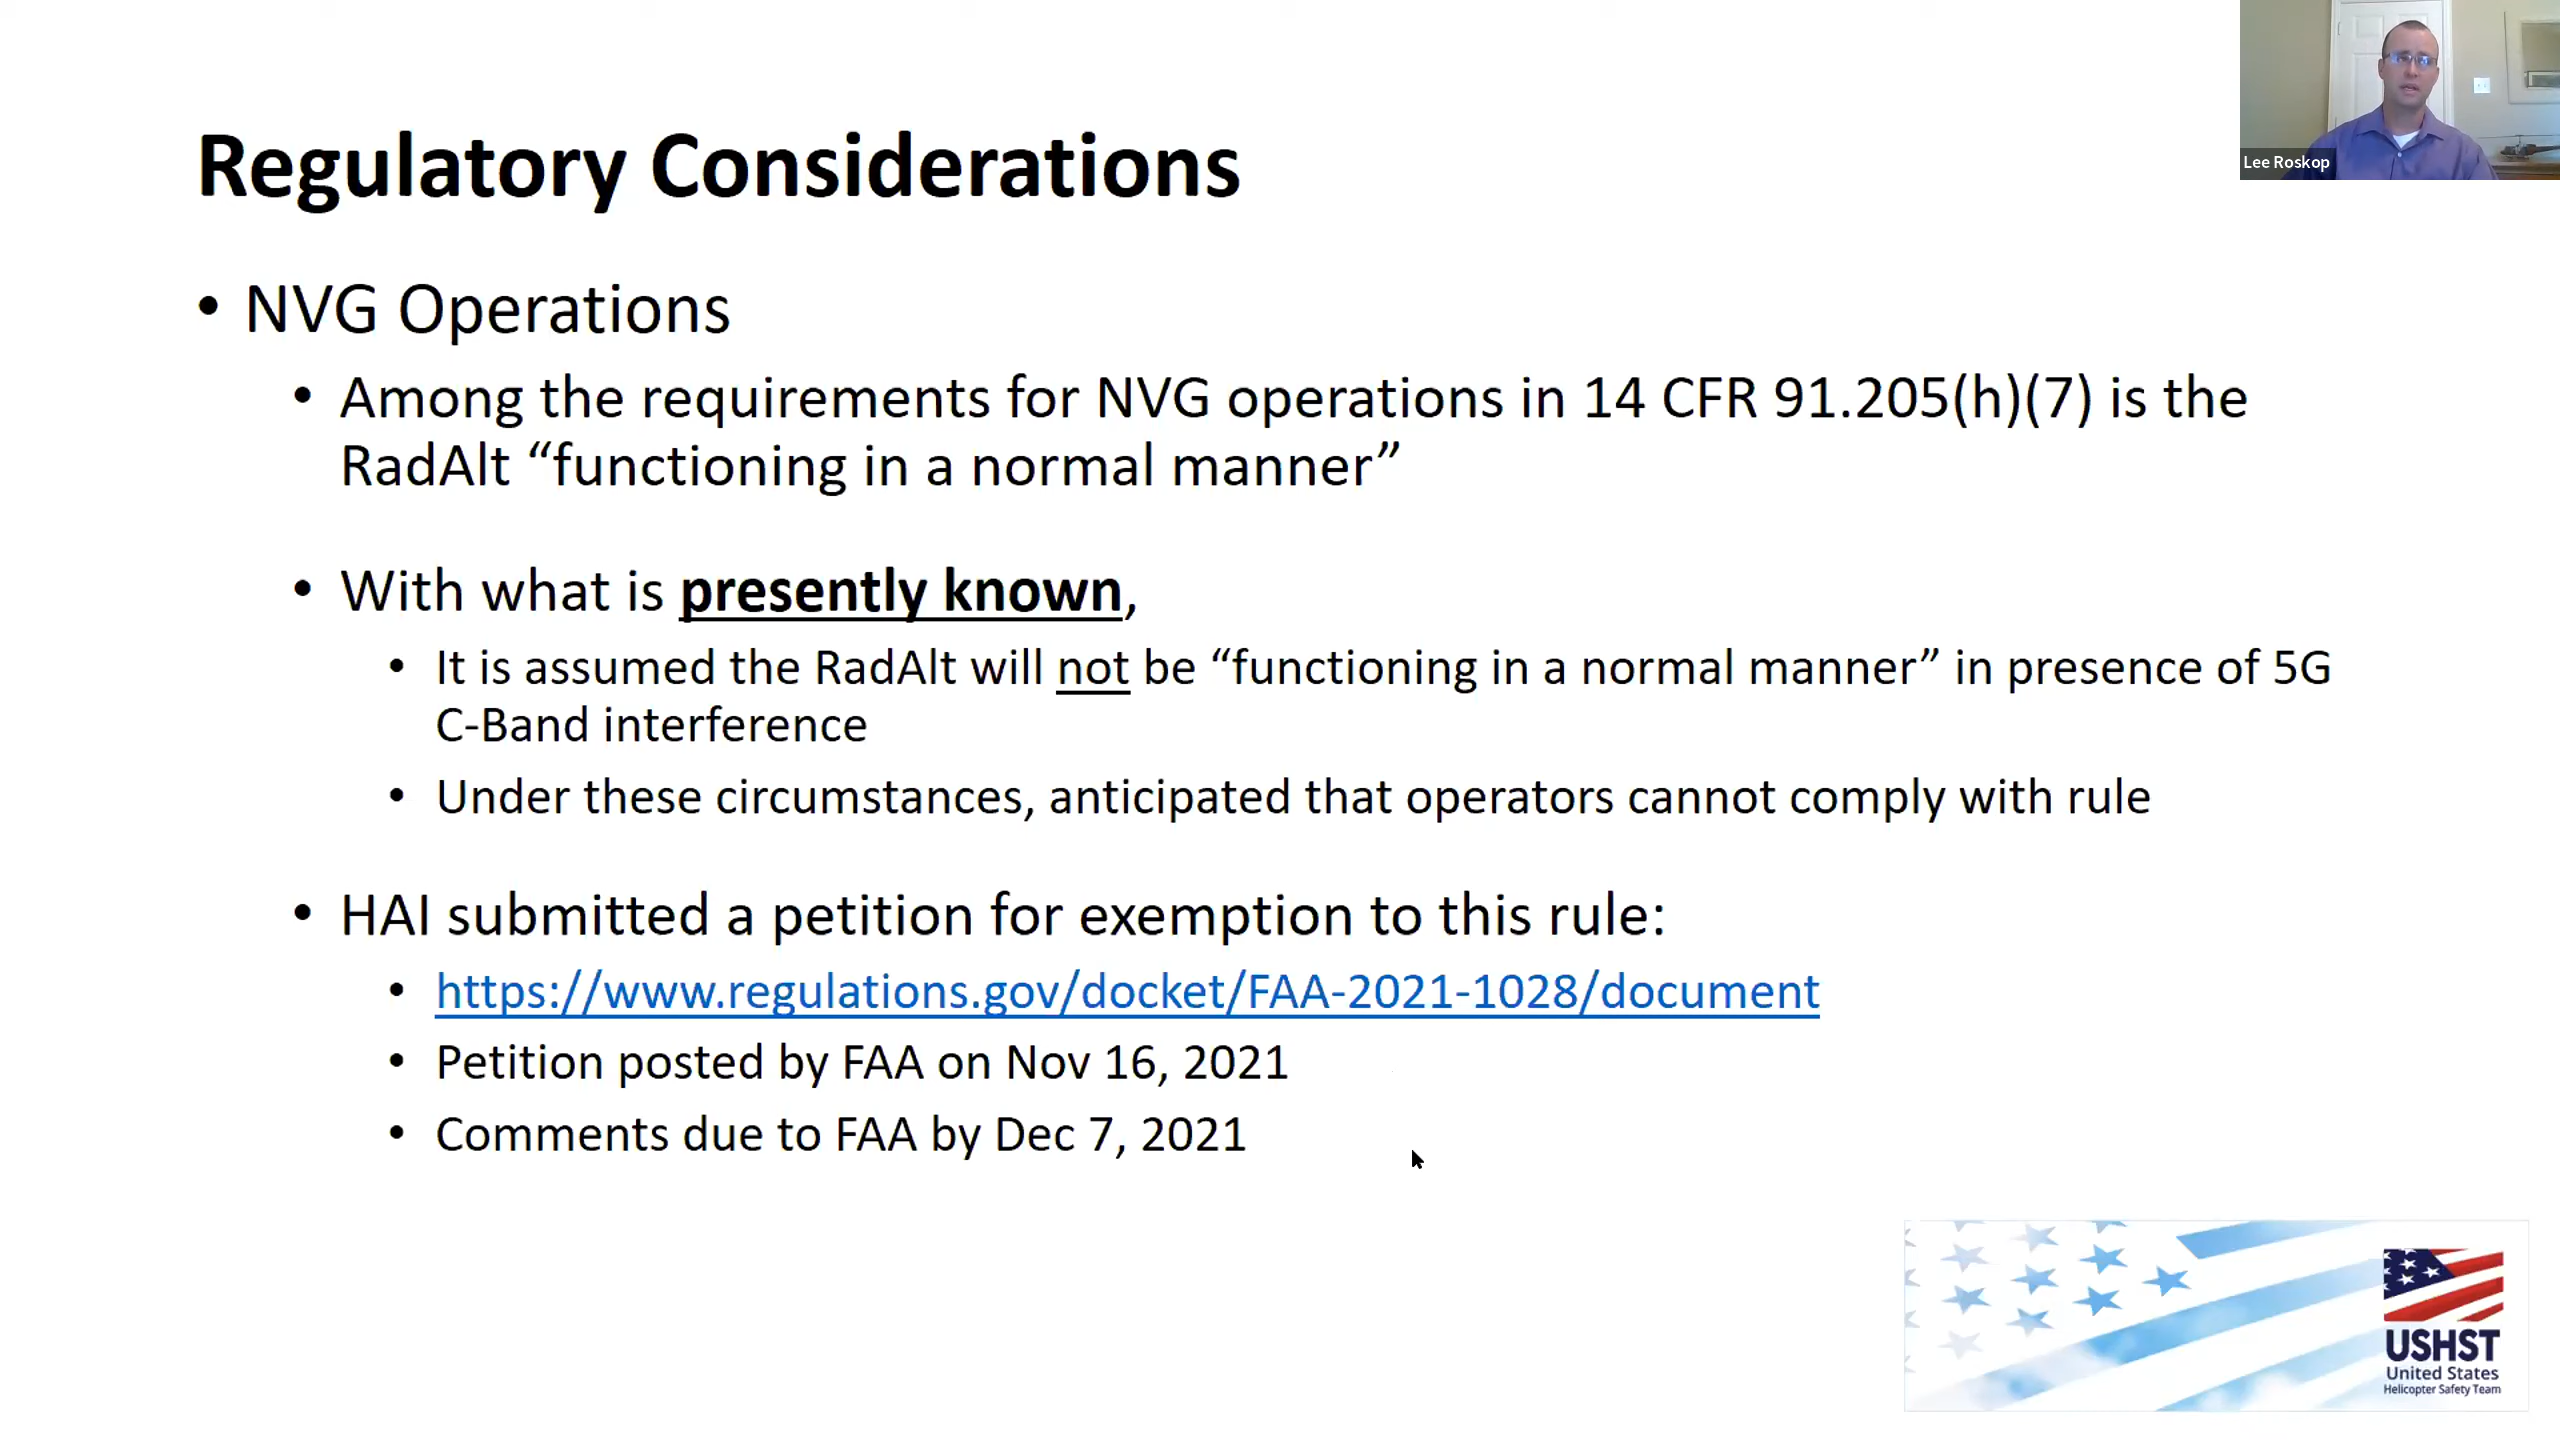 Regulatory Considerations
Lee Roskop
• NVG Operations
• Among the requirements for NVG operations in 14 CFR 91.205(h)(7) is the
RadAlt “functioning in a normal manner”
• With what is presently known,
• It is assumed the RadAlt will not be “functioning in a normal manner” in presence of 5G
C-Band interference
• Under these circumstances, anticipated that operators cannot comply with rule
• HAI submitted a petition for exemption to this rule:
• https://www.regulations.gov/docket/FAA-2021-1028/document
• Petition posted by FAA on Nov 16, 2021
• Comments due to FAA by Dec 7, 2021
USHST
United States
Helicopter Safety Team